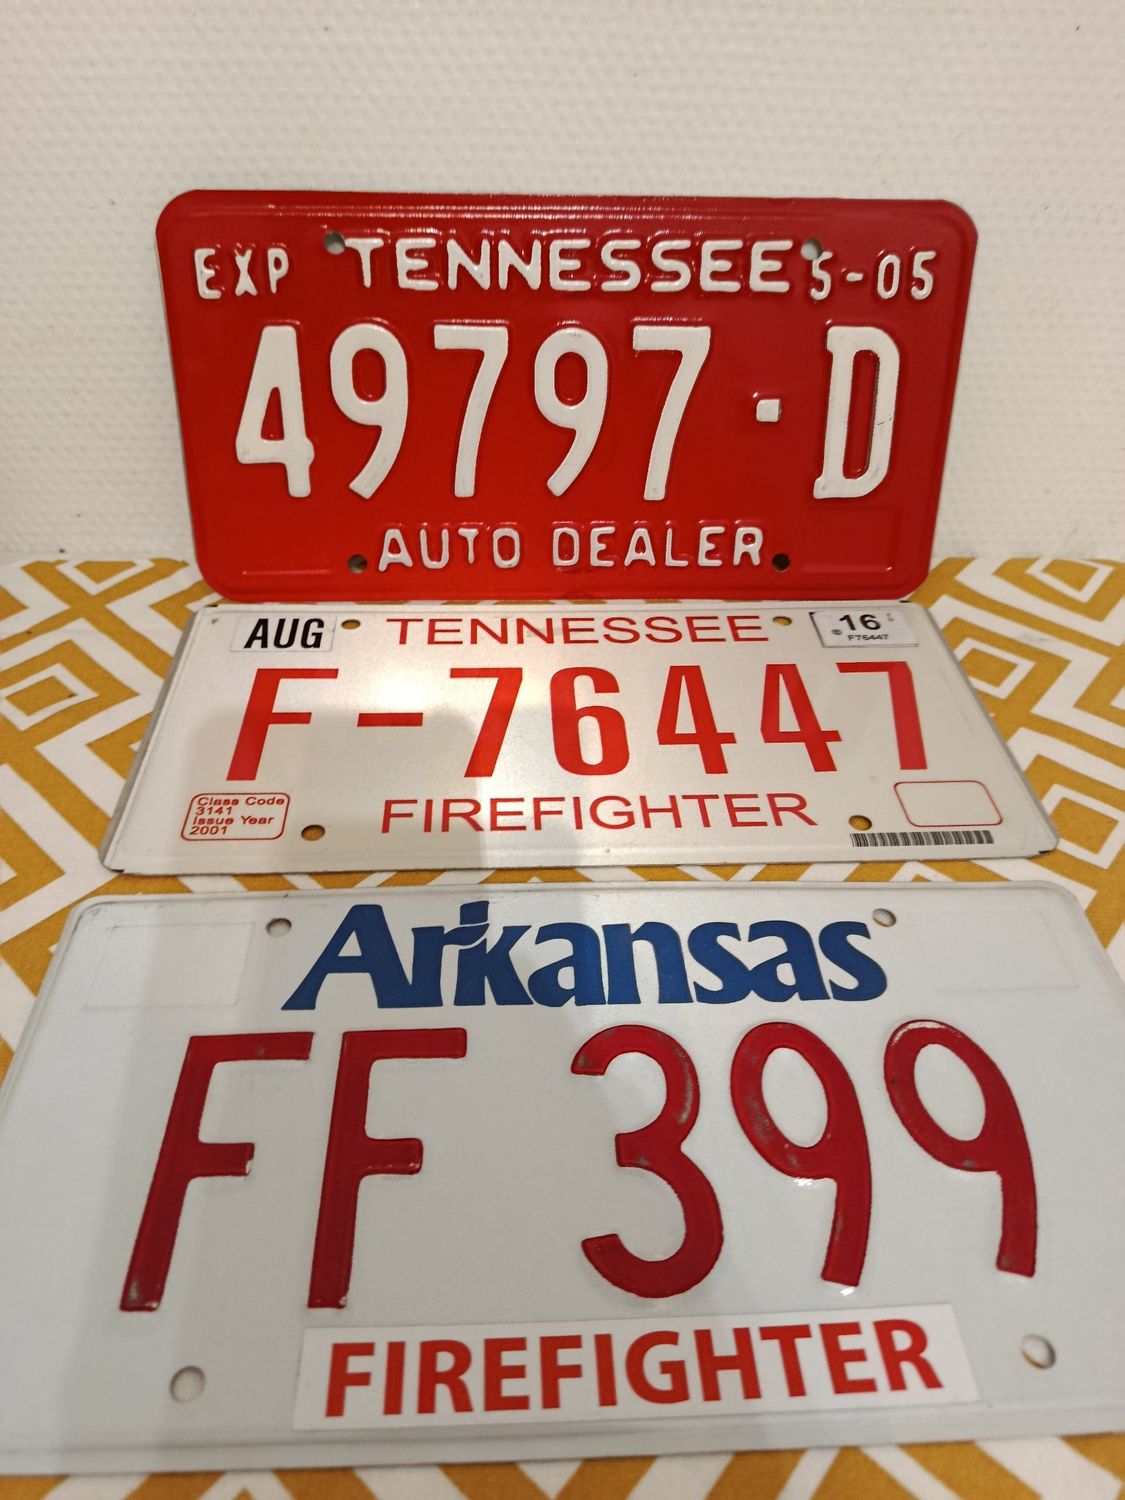 EXP TENNESSEE 5-05
49797·D
AUTO DEALER
AUG TENNESSEE 16
F76447
F-76447
Class Code
3141
Issue Year
2001
FIREFIGHTER
Arkansas
FF 399
FIREFIGHTER